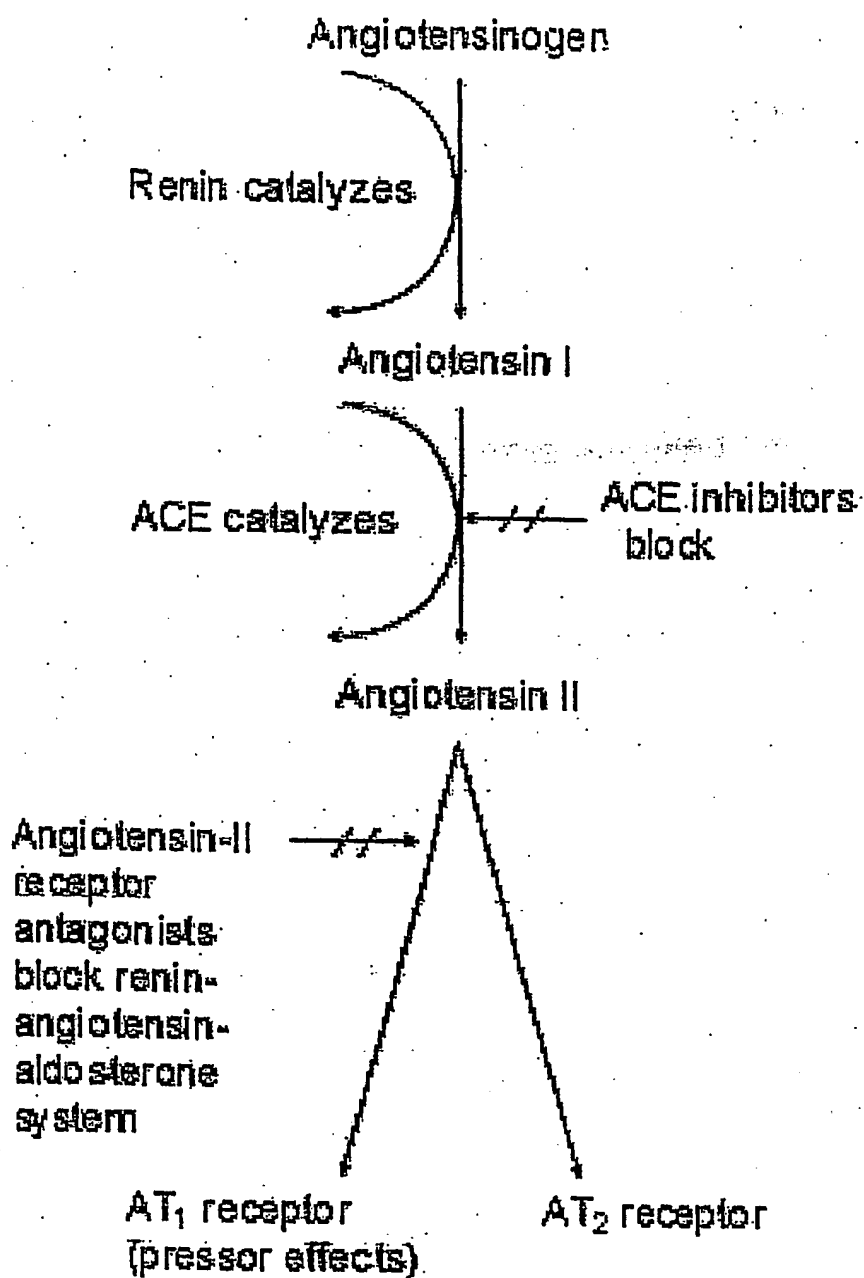 Angiotensinogen
Renin catalyzes
Angiotensin I
ACE catalyzes
ACE inhibitors
block
Angiotensin II
Angiotensin-II
receptor
antagonists
block renin-
angiotensin-
aldosterone
system
AT₁ receptor
(pressor effects)
AT₂ receptor